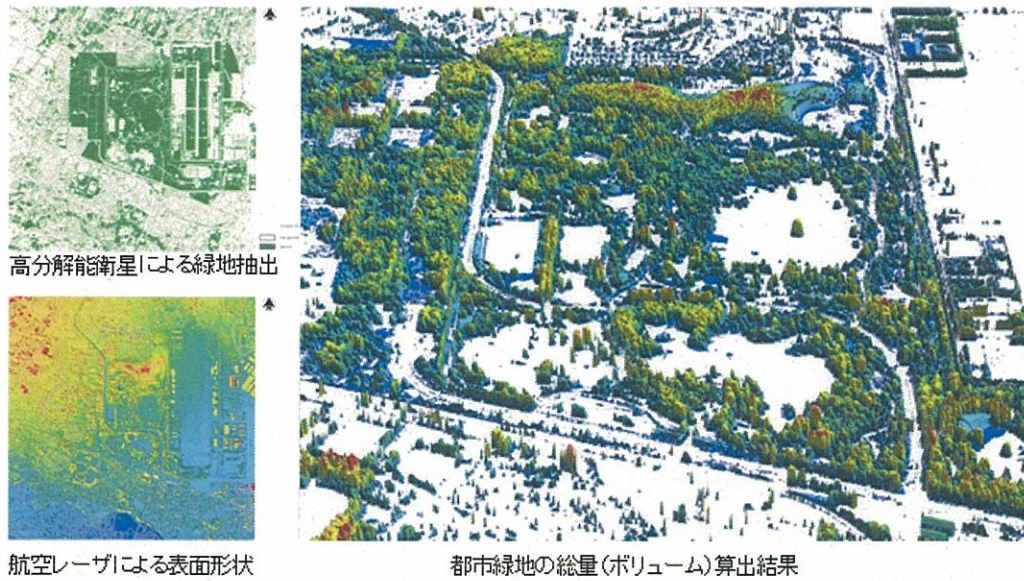 高分解能衛星による緑地抽出
航空レーザによる表面形状
都市緑地の総量(ボリューム)算出結果